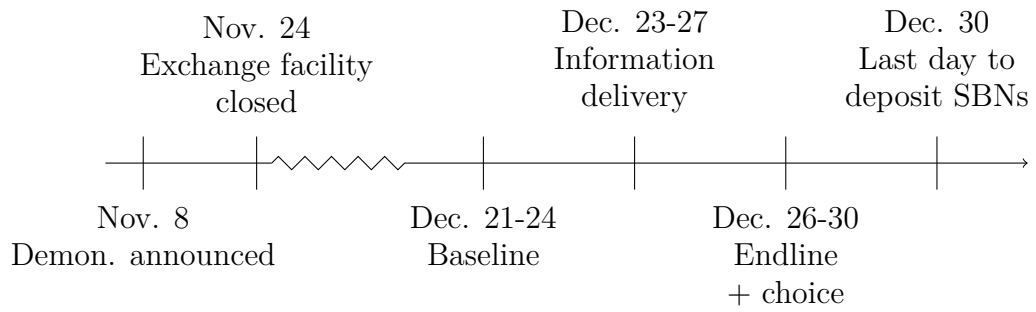 Nov. 24
Exchange facility
closed
Dec. 23-27
Information
delivery
Dec. 30
Last day to
deposit SBNs
Nov. 8
Demon. announced
Dec. 21-24
Baseline
Dec. 26-30
Endline
+ choice